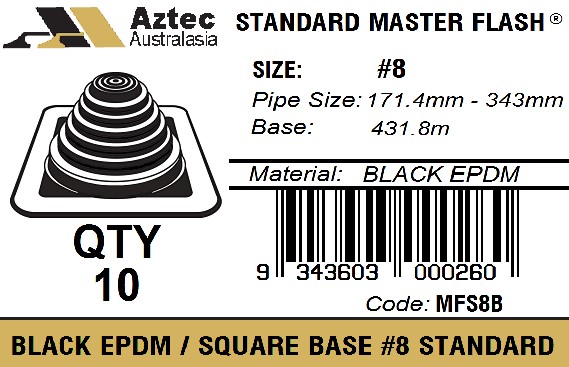 Aztec
Australasia
STANDARD MASTER FLASH®
SIZE: #8
Pipe Size: 171.4mm - 343mm
Base: 431.8m
Material: BLACK EPDM
QTY
10
9 343603 000260
Code: MFS8B
BLACK EPDM / SQUARE BASE #8 STANDARD